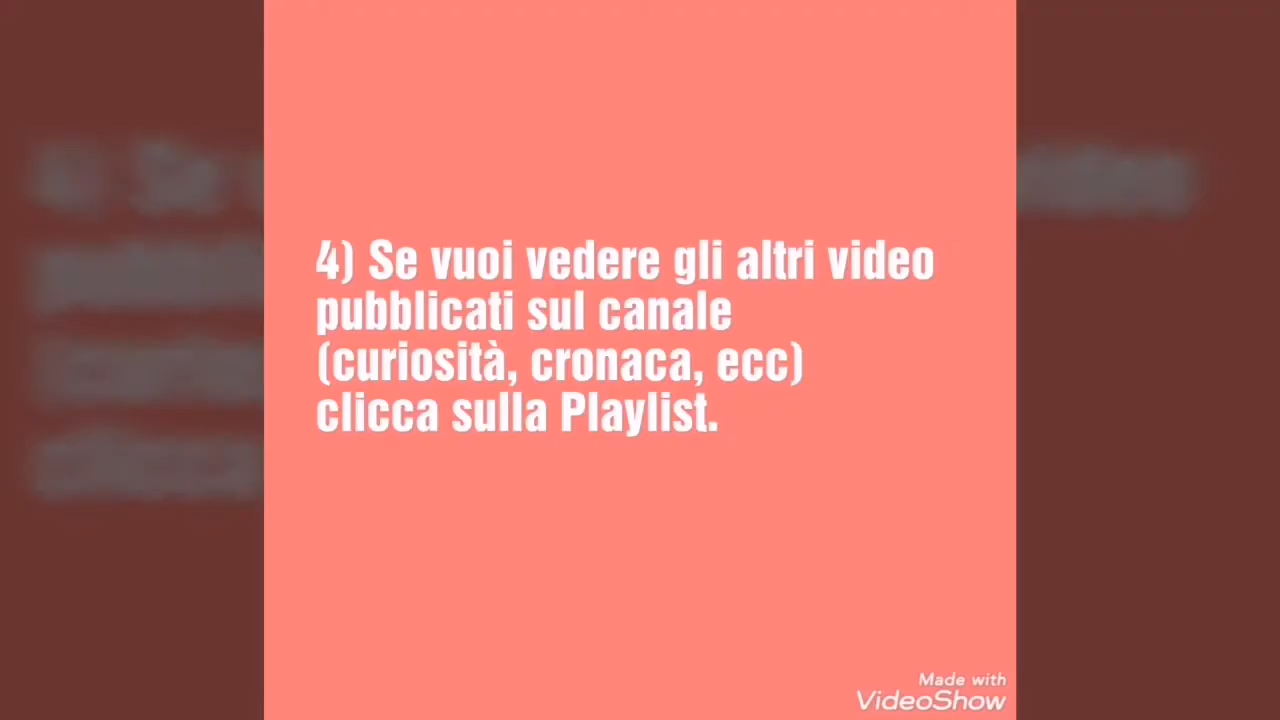 4) Se vuoi vedere gli altri video
pubblicati sul canale
(curiosità, cronaca, ecc)
clicca sulla Playlist.
Made with
VideoShow